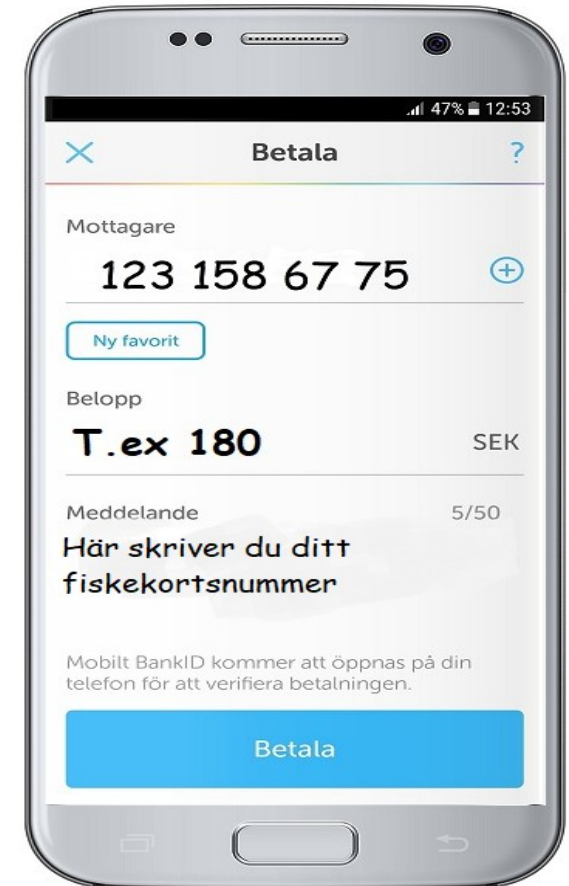 47% 12:53
Betala ?
Mottagare
123 158 67 75
Ny favorit
Belopp
T.ex 180 SEK
Meddelande 5/50
Här skriver du ditt
fiskekortsnummer
Mobilt BankID kommer att öppnas på din
telefon för att verifiera betalningen.
Betala